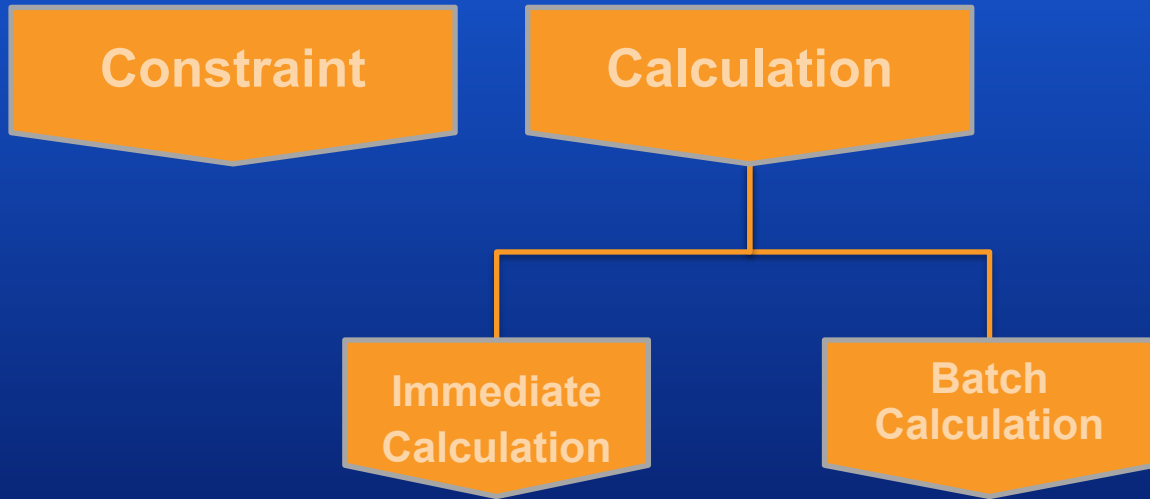 Constraint
Calculation
Immediate
Calculation
Batch
Calculation